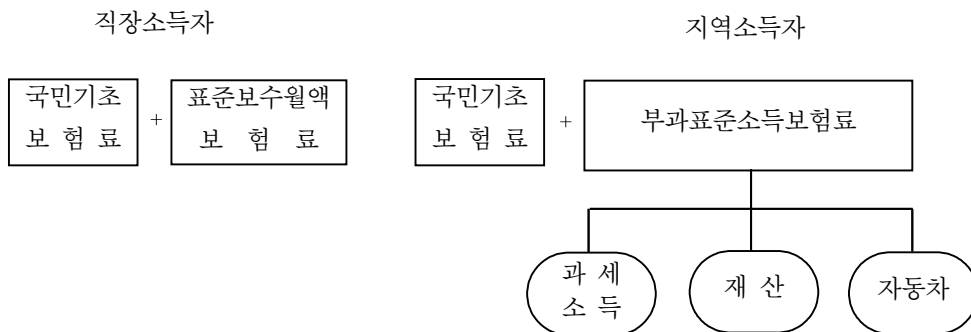 직장소득자
지역소득자
국민기초
보 험 료
+
표준보수월액
보 험 료
국민기초
보 험 료
+
부과표준소득보험료
과 세
소 득
재 산
자동차